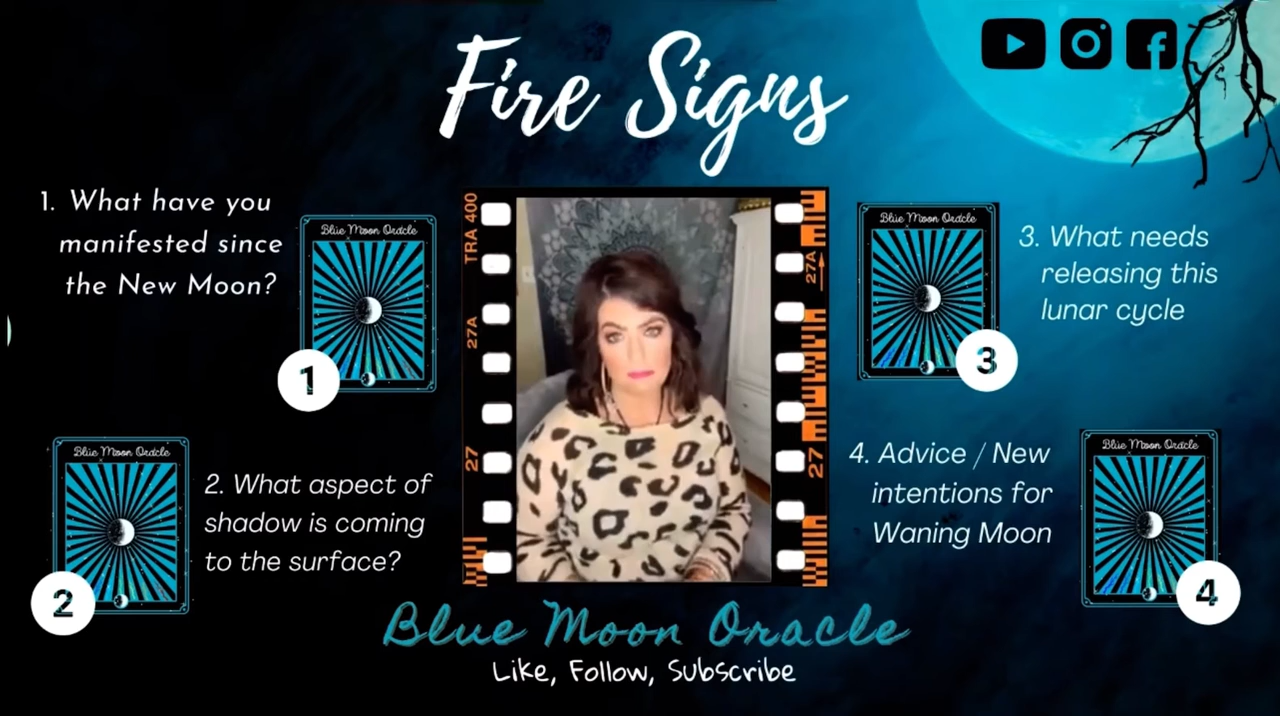 Fire Signs
1. What have you
manifested since
the New Moon?
Blue Moon Oracle
1
Blue Moon Oracle
2
2. What aspect of
shadow is coming
to the surface?
TRA 400
27A
27
27A
27
Blue Moon Oracle
3
3. What needs
releasing this
lunar cycle
4. Advice / New
intentions for
Waning Moon
Blue Moon Oracle
4
Blue Moon Oracle
Like, Follow, Subscribe